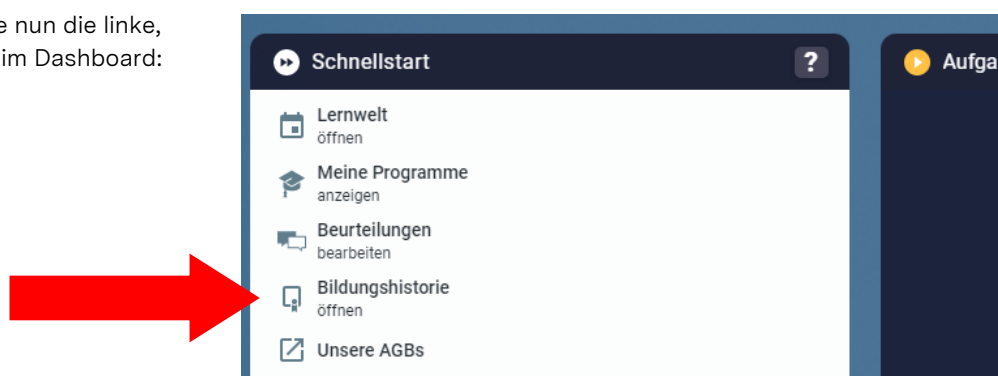 e nun die linke,
im Dashboard:
Schnellstart
?
Lernwelt
öffnen
Meine Programme
anzeigen
Beurteilungen
bearbeiten
Bildungshistorie
öffnen
Unsere AGBs
Aufga